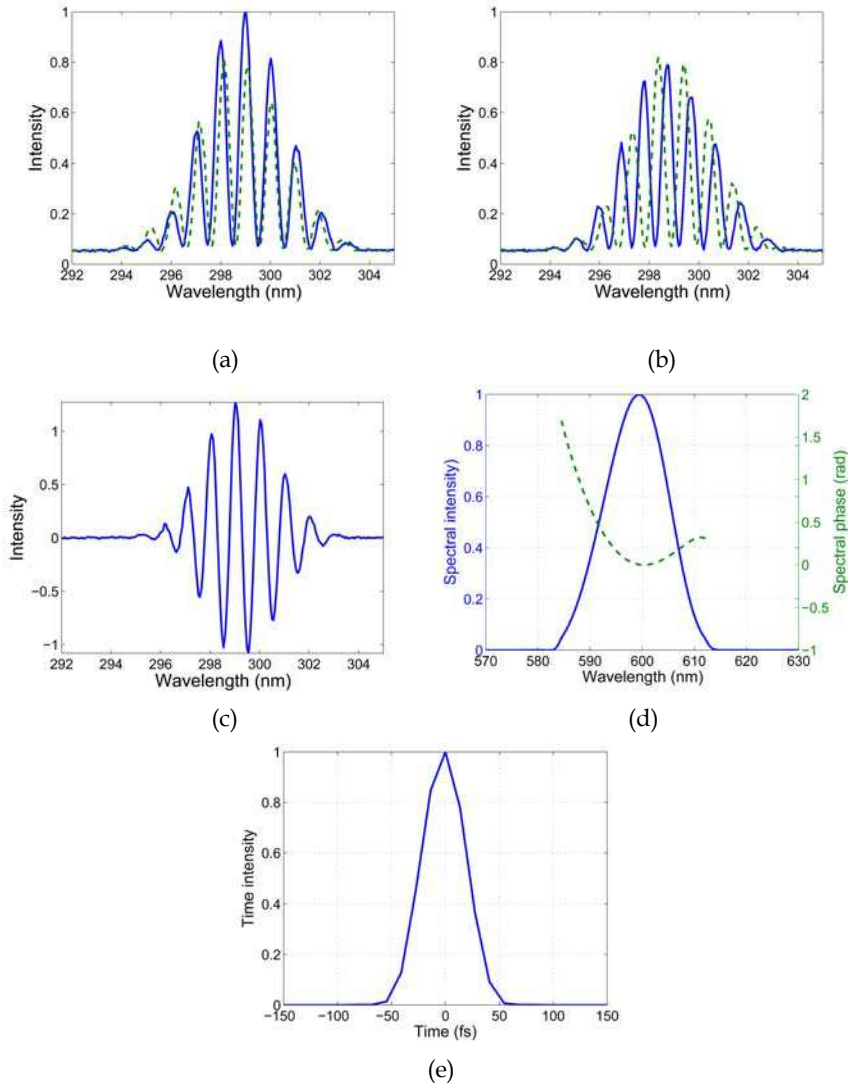 1
0.8
0.6
0.4
0.2
0
Intensity
292 294 296 298 300 302 304
Wavelength (nm)
(a)
1
0.8
0.6
0.4
0.2
0
Intensity
292 294 296 298 300 302 304
Wavelength (nm)
(b)
1
0.5
0
−0.5
−1
Intensity
292 294 296 298 300 302 304
Wavelength (nm)
(c)
1
0.8
0.6
0.4
0.2
0
Spectral intensity)
2
1.5
1
0.5
0
−0.5
−1
Spectral phase (rad)
570 580 590 600 610 620 630
Wavelength (nm)
(d)
1
0.8
0.6
0.4
0.2
0
Time intensity
−150 −100 −50 0 50 100 150
Time (fs)
(e)